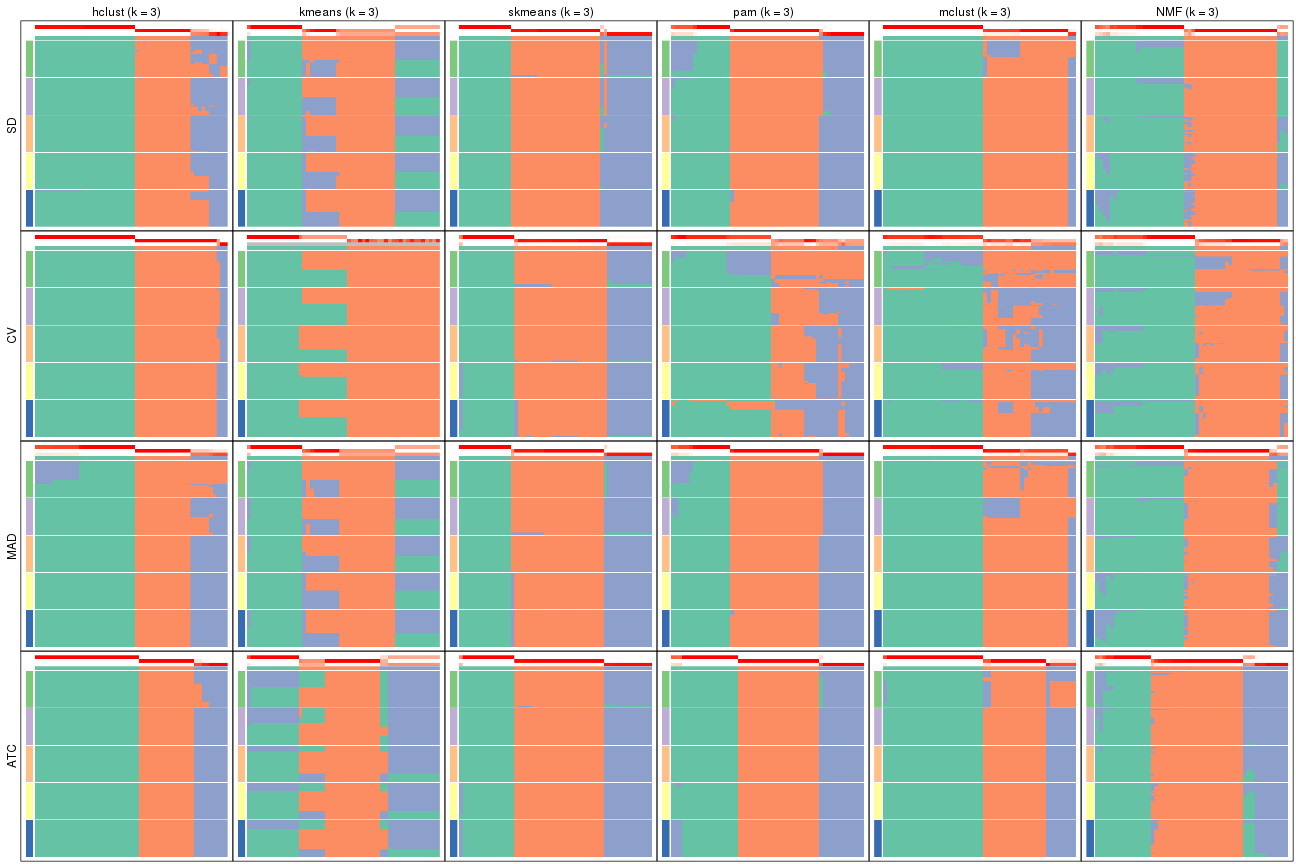 hclust (k = 3) kmeans (k = 3) skmeans (k = 3) pam (k = 3) mclust (k = 3) NMF (k = 3)
SD
CV
MAD
ATC